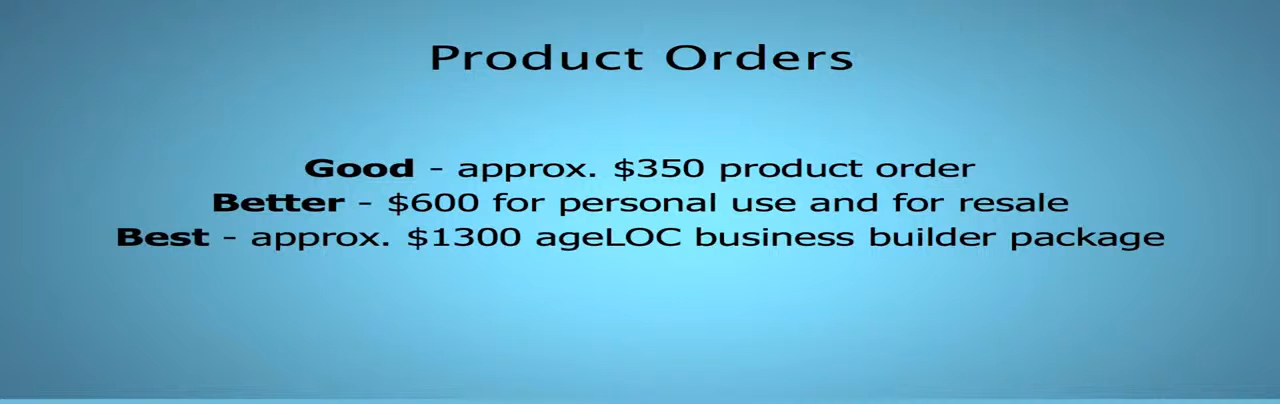 Product Orders
Good - approx. $350 product order
Better - $600 for personal use and for resale
Best - approx. $1300 ageLOC business builder package